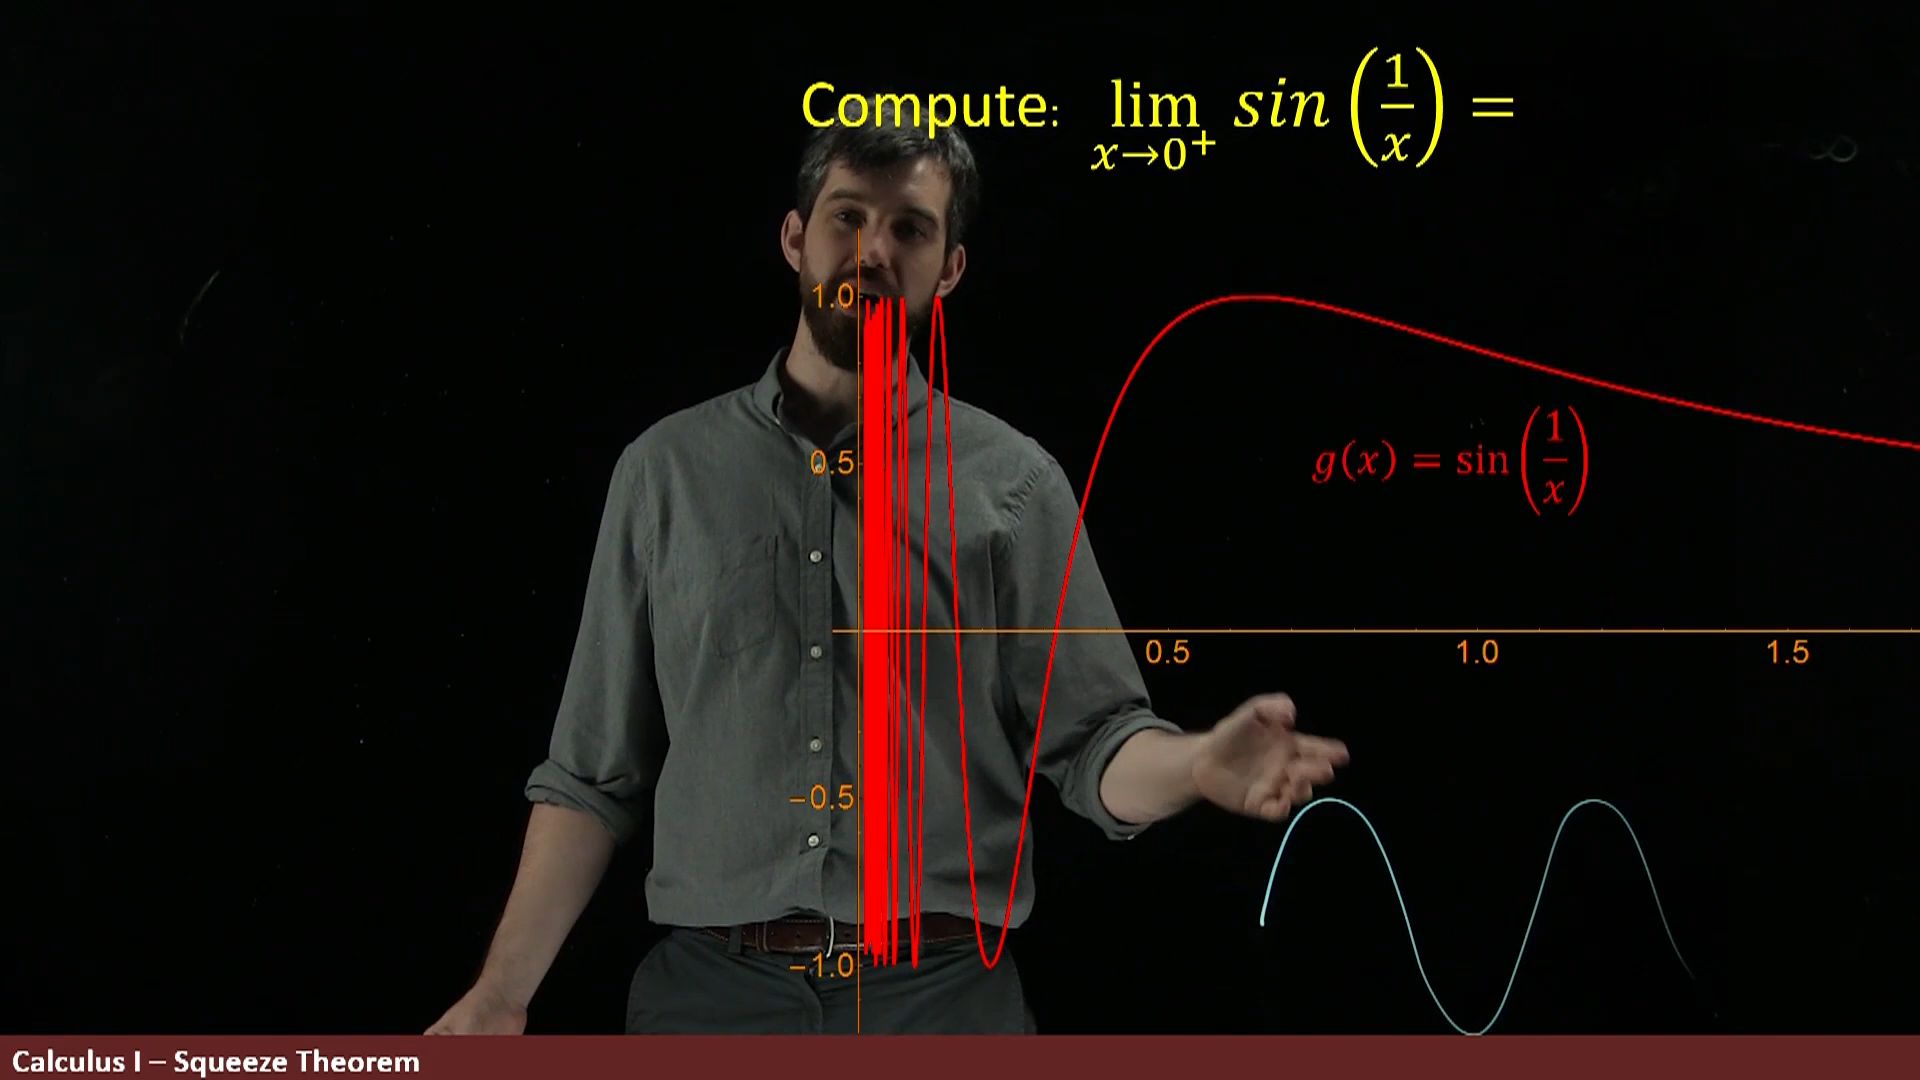 Compute: lim x→0⁺ sin (1/x) =
−∞
1.0
0.5
g(x) = sin (1/x)
0.5 1.0 1.5
−0.5
−1.0
Calculus I – Squeeze Theorem